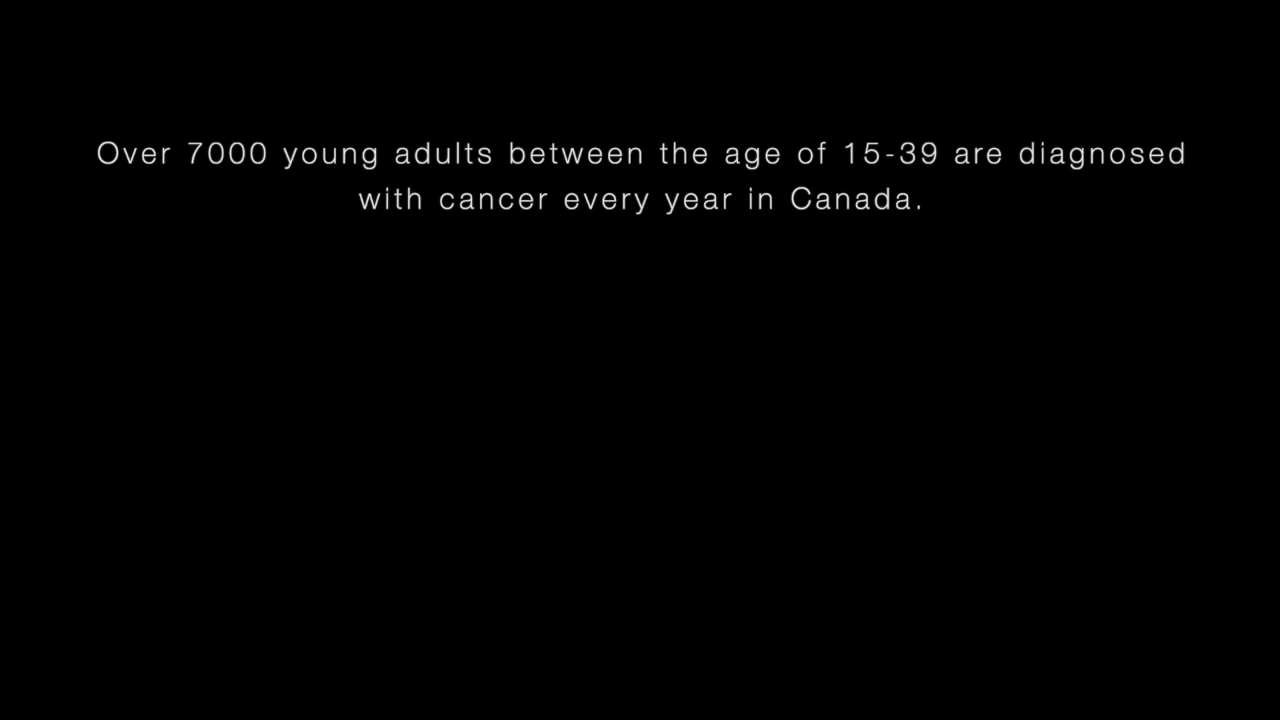 Over 7000 young adults between the age of 15-39 are diagnosed
with cancer every year in Canada.